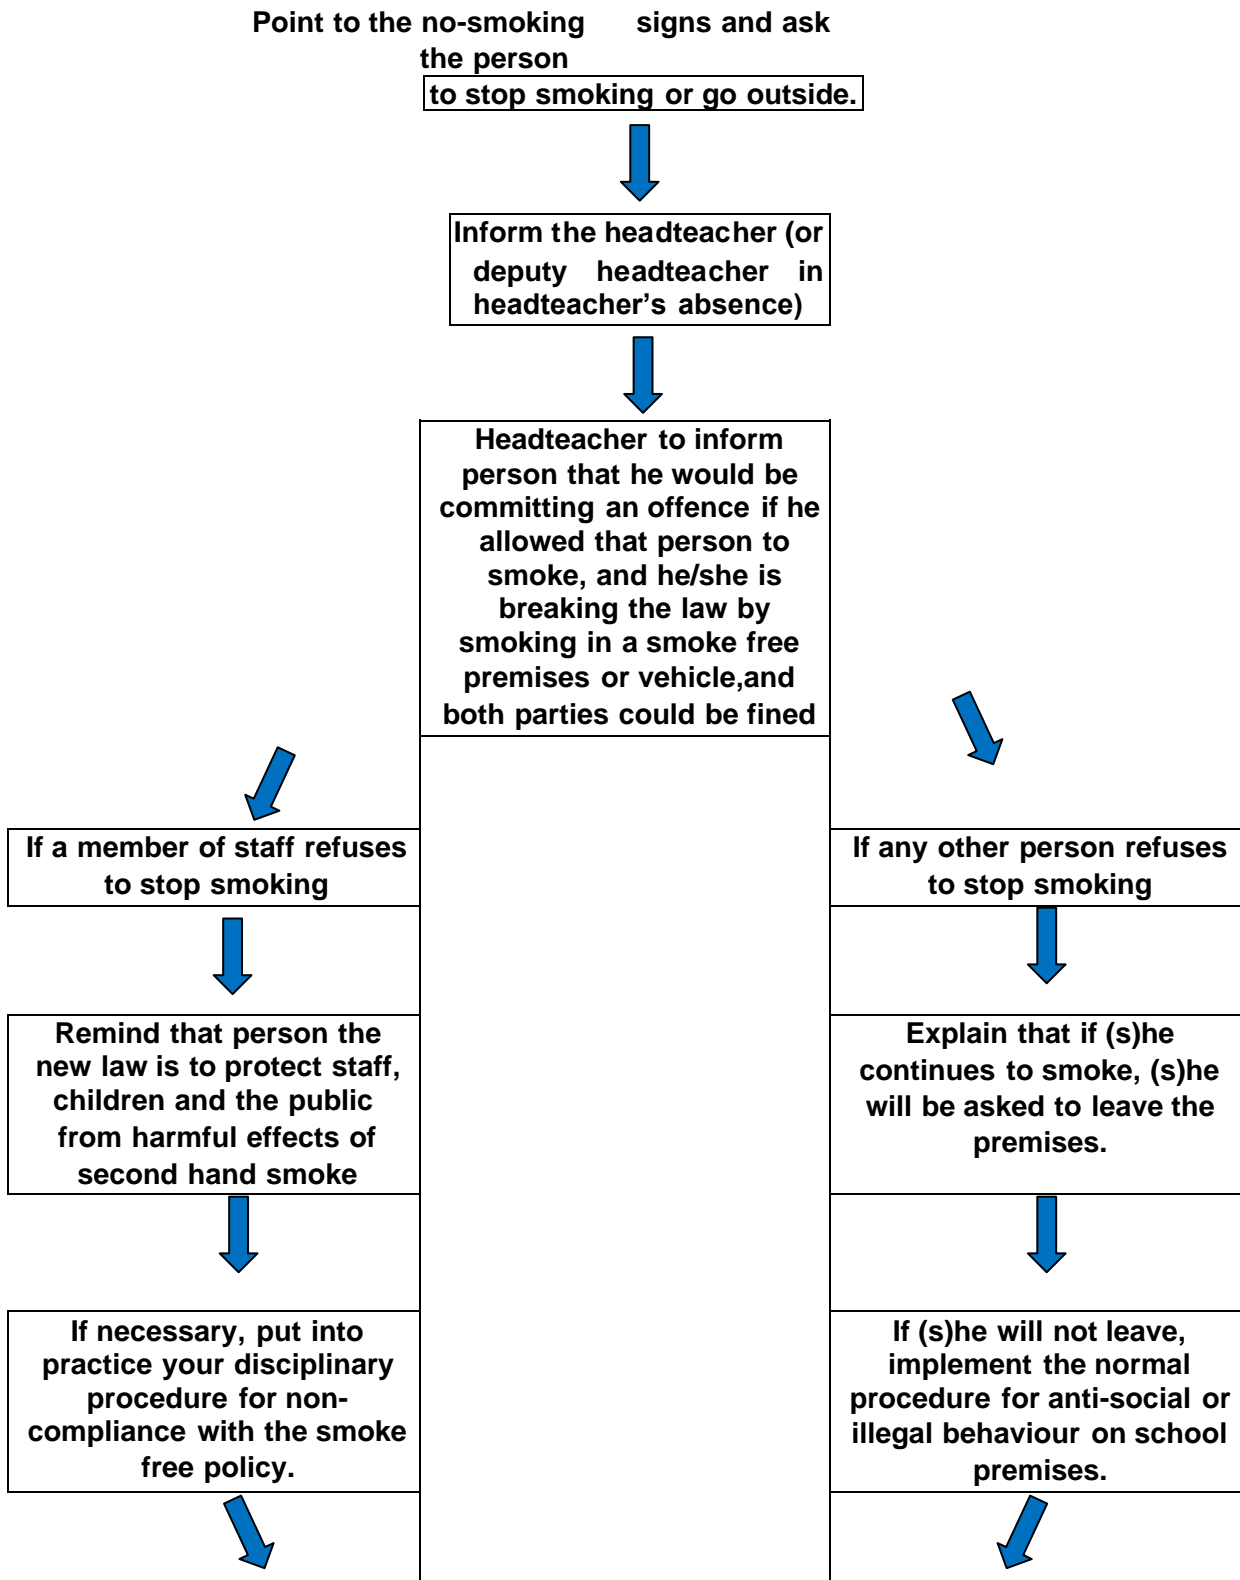 Point to the no-smoking signs and ask
the person
to stop smoking or go outside.
Inform the headteacher (or
deputy headteacher in
headteacher’s absence)
Headteacher to inform
person that he would be
committing an offence if he
allowed that person to
smoke, and he/she is
breaking the law by
smoking in a smoke free
premises or vehicle,and
both parties could be fined
If a member of staff refuses
to stop smoking
Remind that person the
new law is to protect staff,
children and the public
from harmful effects of
second hand smoke
If necessary, put into
practice your disciplinary
procedure for non-
compliance with the smoke
free policy.
If any other person refuses
to stop smoking
Explain that if (s)he
continues to smoke, (s)he
will be asked to leave the
premises.
If (s)he will not leave,
implement the normal
procedure for anti-social or
illegal behaviour on school
premises.